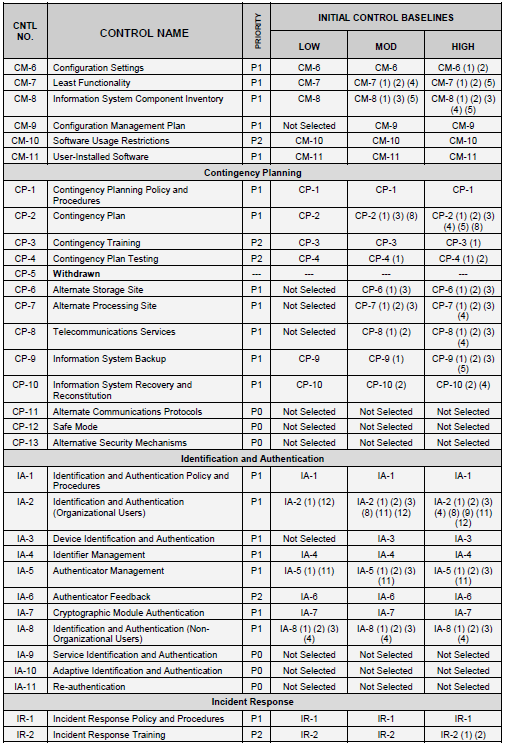 CNTL NO. CONTROL NAME PRIORITY INITIAL CONTROL BASELINES
LOW MOD HIGH
CM-6 Configuration Settings P1 CM-6 CM-6 CM-6 (1) (2)
CM-7 Least Functionality P1 CM-7 CM-7 (1) (2) (4) CM-7 (1) (2) (5)
CM-8 Information System Component Inventory P1 CM-8 CM-8 (1) (3) (5) CM-8 (1) (2) (3)
(4) (5)
CM-9 Configuration Management Plan P1 Not Selected CM-9 CM-9
CM-10 Software Usage Restrictions P2 CM-10 CM-10 CM-10
CM-11 User-Installed Software P1 CM-11 CM-11 CM-11
Contingency Planning
CP-1 Contingency Planning Policy and P1 CP-1 CP-1 CP-1
Procedures
CP-2 Contingency Plan P1 CP-2 CP-2 (1) (3) (8) CP-2 (1) (2) (3)
(4) (5) (8)
CP-3 Contingency Training P2 CP-3 CP-3 CP-3 (1)
CP-4 Contingency Plan Testing P2 CP-4 CP-4 (1) CP-4 (1) (2)
CP-5 Withdrawn --- --- --- ---
CP-6 Alternate Storage Site P1 Not Selected CP-6 (1) (3) CP-6 (1) (2) (3)
CP-7 Alternate Processing Site P1 Not Selected CP-7 (1) (2) (3) CP-7 (1) (2) (3)
(4)
CP-8 Telecommunications Services P1 Not Selected CP-8 (1) (2) CP-8 (1) (2) (3)
(4)
CP-9 Information System Backup P1 CP-9 CP-9 (1) CP-9 (1) (2) (3)
(5)
CP-10 Information System Recovery and P1 CP-10 CP-10 (2) CP-10 (2) (4)
Reconstitution
CP-11 Alternate Communications Protocols P0 Not Selected Not Selected Not Selected
CP-12 Safe Mode P0 Not Selected Not Selected Not Selected
CP-13 Alternative Security Mechanisms P0 Not Selected Not Selected Not Selected
Identification and Authentication
IA-1 Identification and Authentication Policy and P1 IA-1 IA-1 IA-1
Procedures
IA-2 Identification and Authentication P1 IA-2 (1) (12) IA-2 (1) (2) (3) IA-2 (1) (2) (3)
(Organizational Users) (8) (11) (12) (4) (8) (9) (11)
(12)
IA-3 Device Identification and Authentication P1 Not Selected IA-3 IA-3
IA-4 Identifier Management P1 IA-4 IA-4 IA-4
IA-5 Authenticator Management P1 IA-5 (1) (11) IA-5 (1) (2) (3) IA-5 (1) (2) (3)
(11) (11)
IA-6 Authenticator Feedback P2 IA-6 IA-6 IA-6
IA-7 Cryptographic Module Authentication P1 IA-7 IA-7 IA-7
IA-8 Identification and Authentication (Non- P1 IA-8 (1) (2) (3) IA-8 (1) (2) (3) IA-8 (1) (2) (3)
Organizational Users) (4) (4) (4)
IA-9 Service Identification and Authentication P0 Not Selected Not Selected Not Selected
IA-10 Adaptive Identification and Authentication P0 Not Selected Not Selected Not Selected
IA-11 Re-authentication P0 Not Selected Not Selected Not Selected
Incident Response
IR-1 Incident Response Policy and Procedures P1 IR-1 IR-1 IR-1
IR-2 Incident Response Training P2 IR-2 IR-2 IR-2 (1) (2)